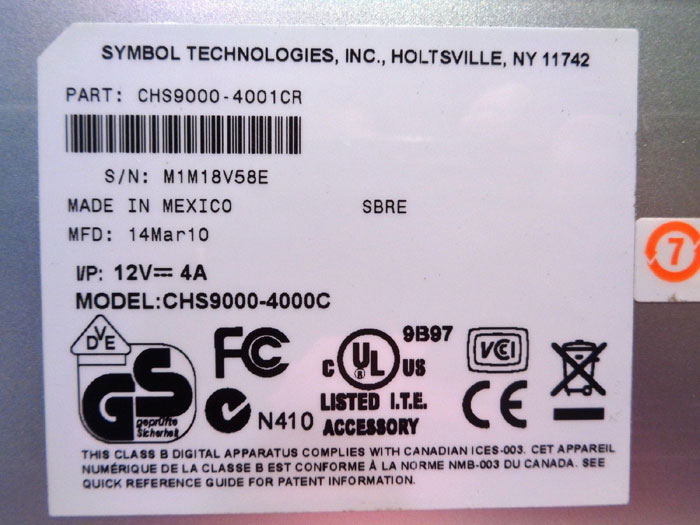 SYMBOL TECHNOLOGIES, INC., HOLTSVILLE, NY 11742
PART: CHS9000-4001CR
S/N: M1M18V58E
MADE IN MEXICO SBRE
MFD: 14Mar10
I/P: 12V⎓ 4A
MODEL:CHS9000-4000C
DVE
GS
geprüfte
Sicherheit
FC
N410
C UL US
®
9B97
LISTED I.T.E.
ACCESSORY
VCI
CE
7
THIS CLASS B DIGITAL APPARATUS COMPLIES WITH CANADIAN ICES-003. CET APPAREIL
NUMÉRIQUE DE LA CLASSE B EST CONFORME À LA NORME NMB-003 DU CANADA. SEE
QUICK REFERENCE GUIDE FOR PATENT INFORMATION.